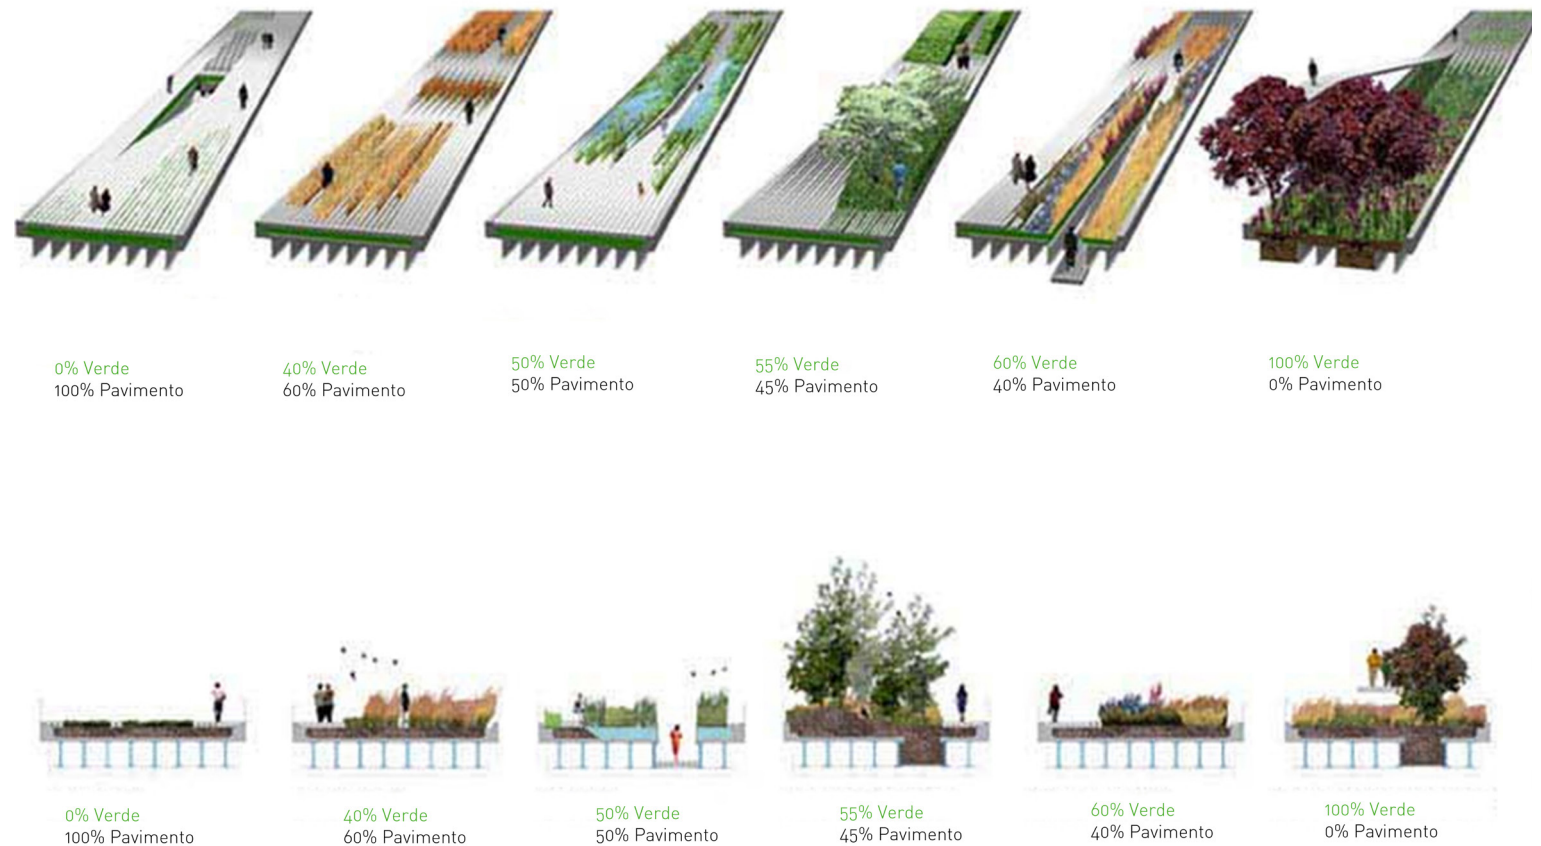 0% Verde
100% Pavimento
40% Verde
60% Pavimento
50% Verde
50% Pavimento
55% Verde
45% Pavimento
60% Verde
40% Pavimento
100% Verde
0% Pavimento
0% Verde
100% Pavimento
40% Verde
60% Pavimento
50% Verde
50% Pavimento
55% Verde
45% Pavimento
60% Verde
40% Pavimento
100% Verde
0% Pavimento